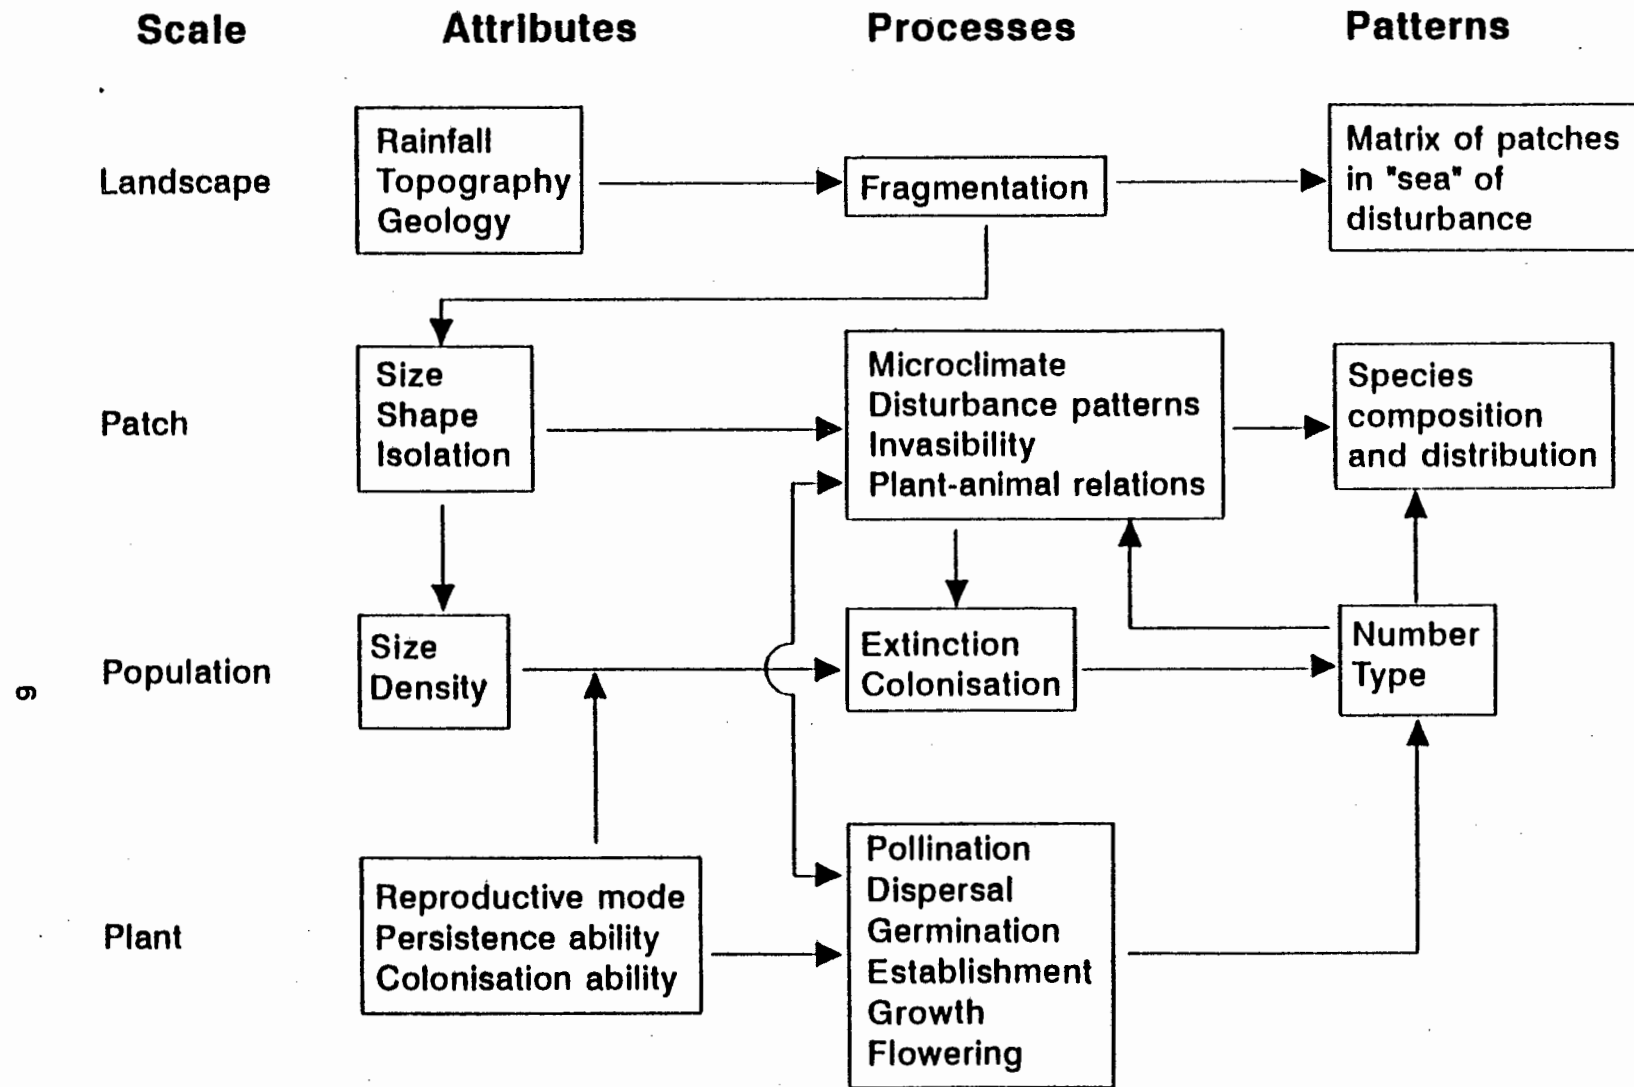 Scale Attributes Processes Patterns
Landscape
Rainfall
Topography
Geology
Fragmentation
Matrix of patches
in "sea" of
disturbance
Patch
Size
Shape
Isolation
Microclimate
Disturbance patterns
Invasibility
Plant-animal relations
Species
composition
and distribution
Population
Size
Density
Extinction
Colonisation
Number
Type
Plant
Reproductive mode
Persistence ability
Colonisation ability
Pollination
Dispersal
Germination
Establishment
Growth
Flowering